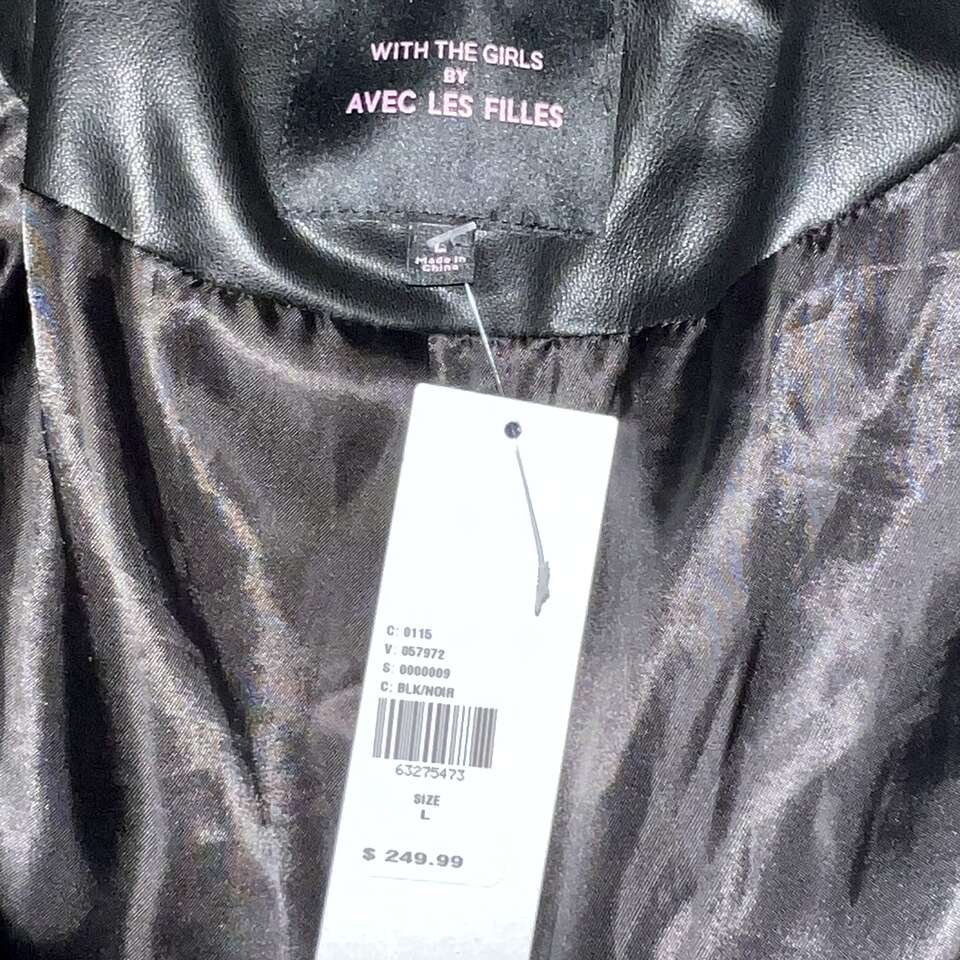 WITH THE GIRLS
BY
AVEC LES FILLES
L
Made in
China
C: 0115
V: 057972
S: 0000009
C: BLK/NOIR
63275473
SIZE
L
$ 249.99